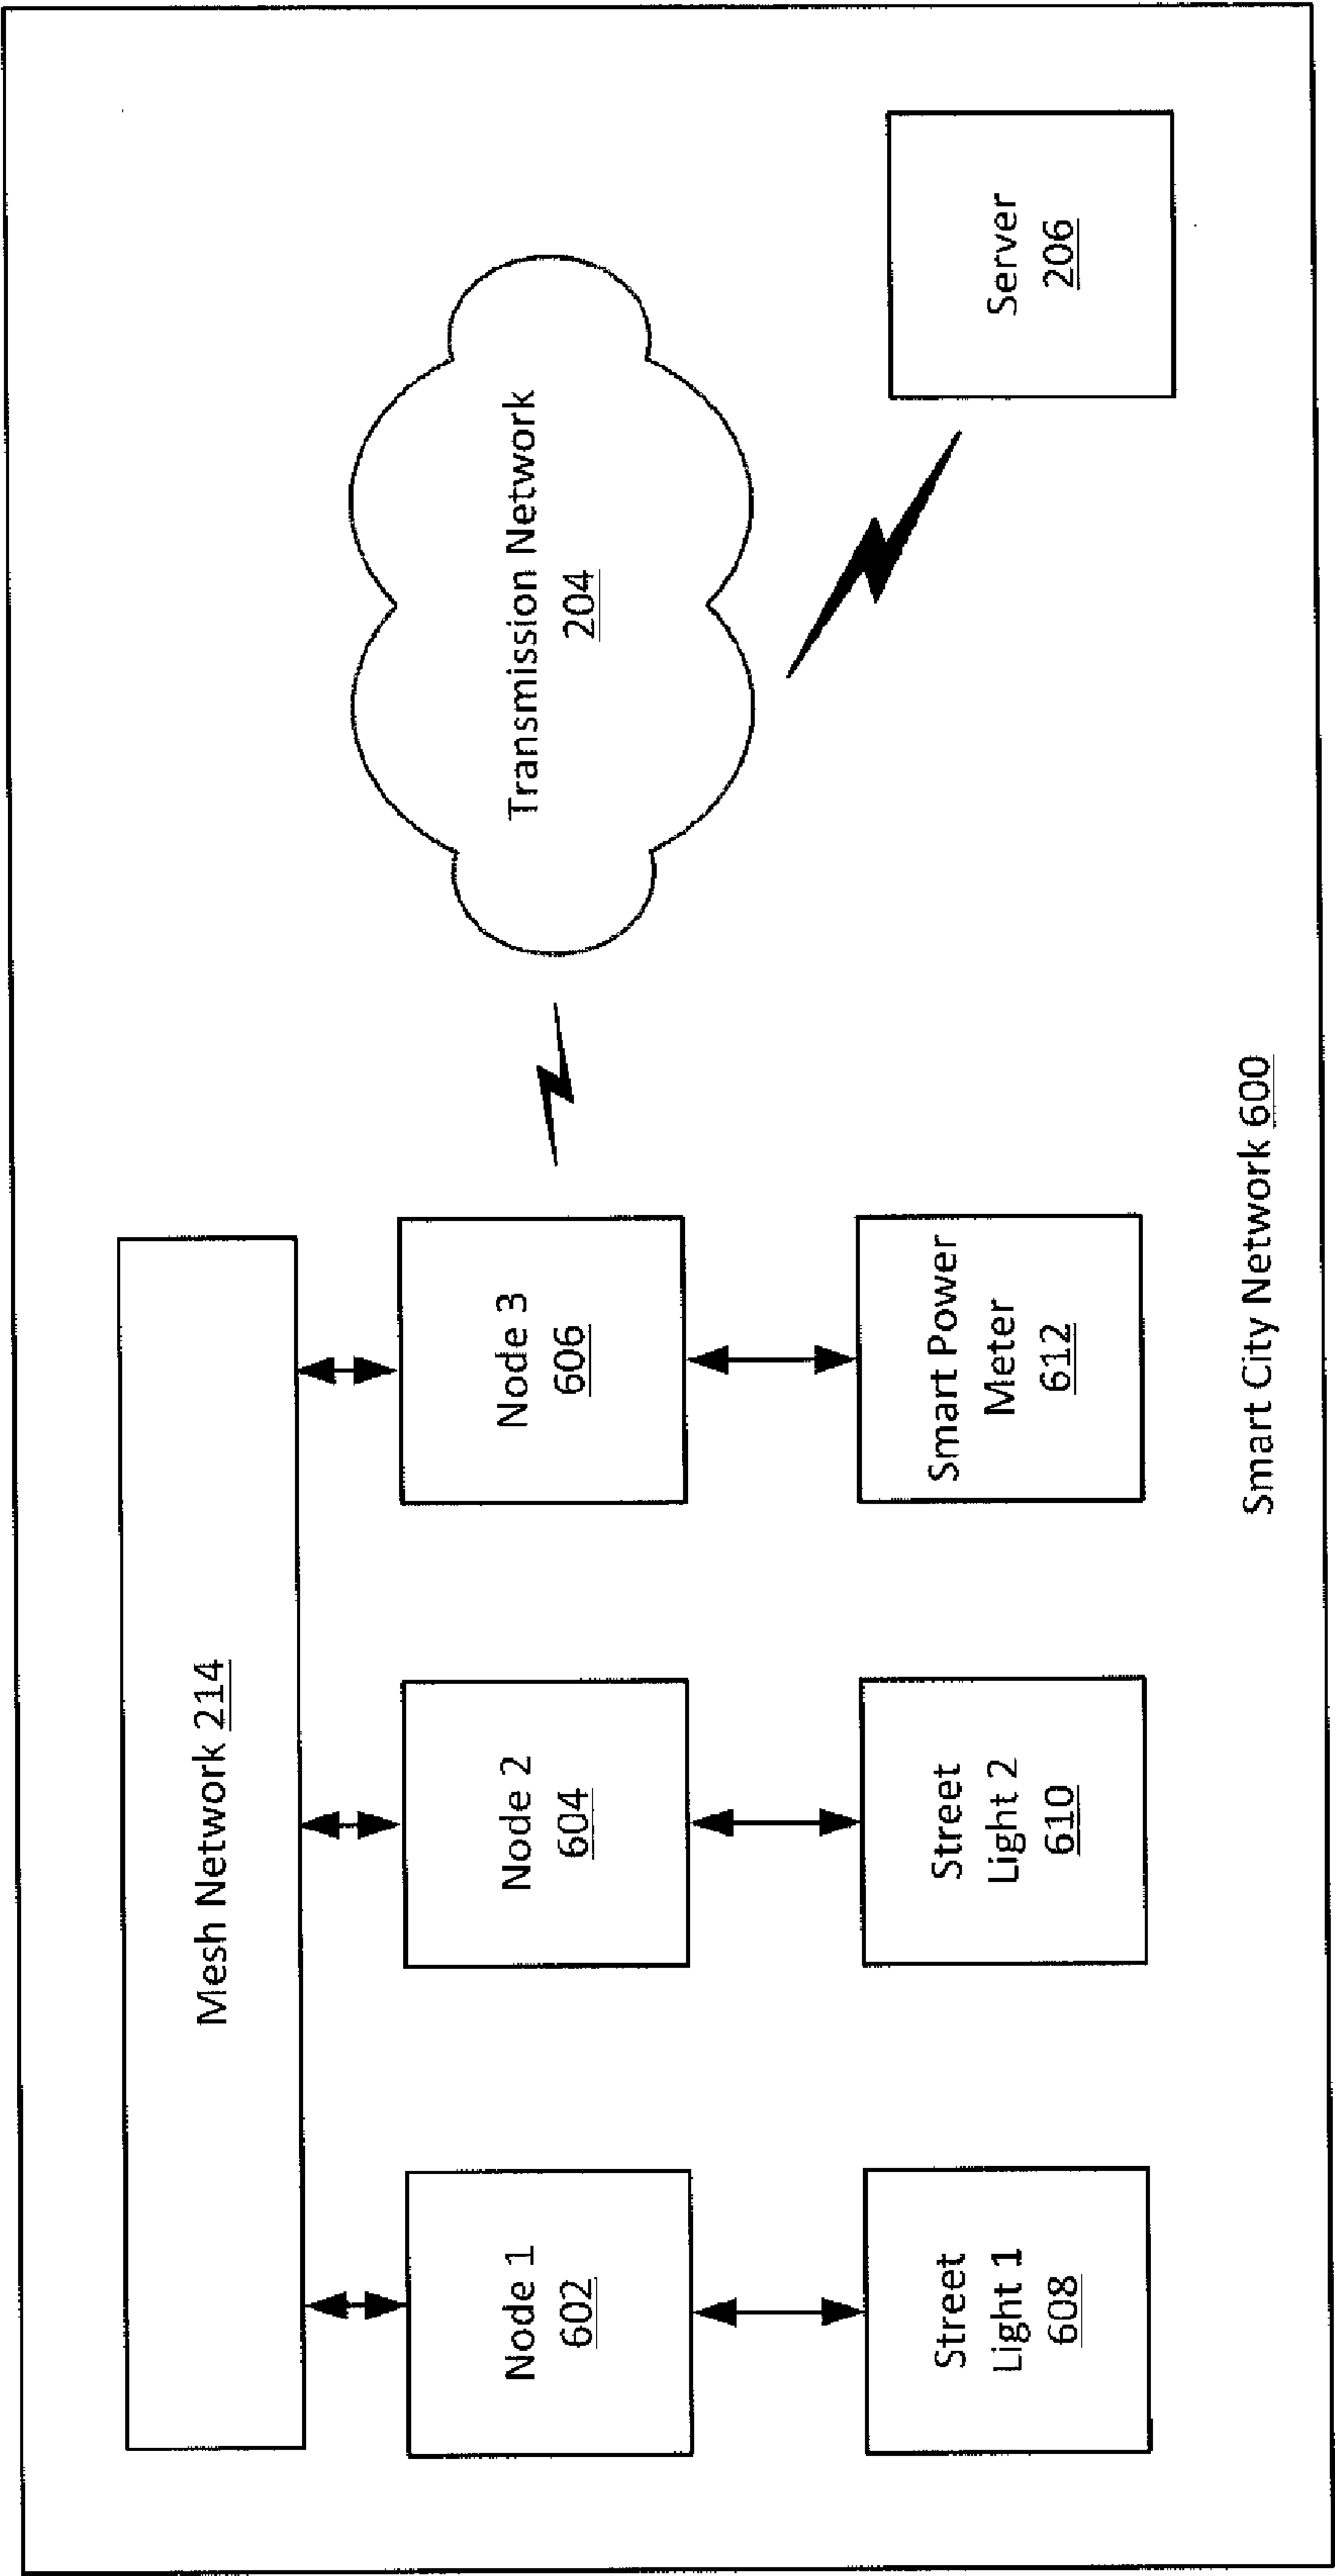 Mesh Network 214
Node 1
602
Node 2
604
Node 3
606
Transmission Network
204
Street
Light 1
608
Street
Light 2
610
Smart Power
Meter
612
Server
206
Smart City Network 600